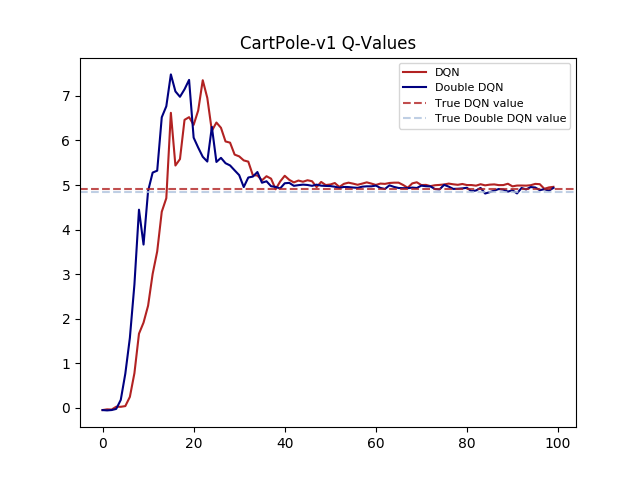 CartPole-v1 Q-Values
DQN
Double DQN
True DQN value
True Double DQN value
7
6
5
4
3
2
1
0
0 20 40 60 80 100